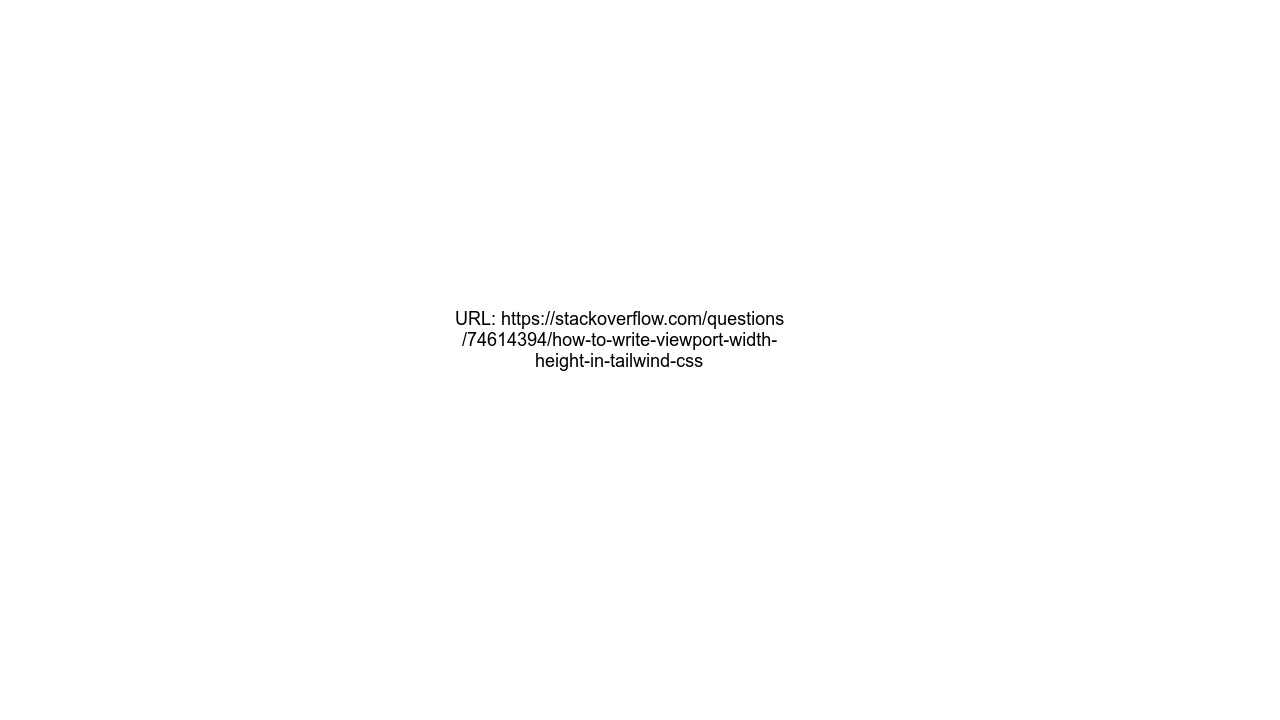 URL: https://stackoverflow.com/questions
/74614394/how-to-write-viewport-width-
height-in-tailwind-css